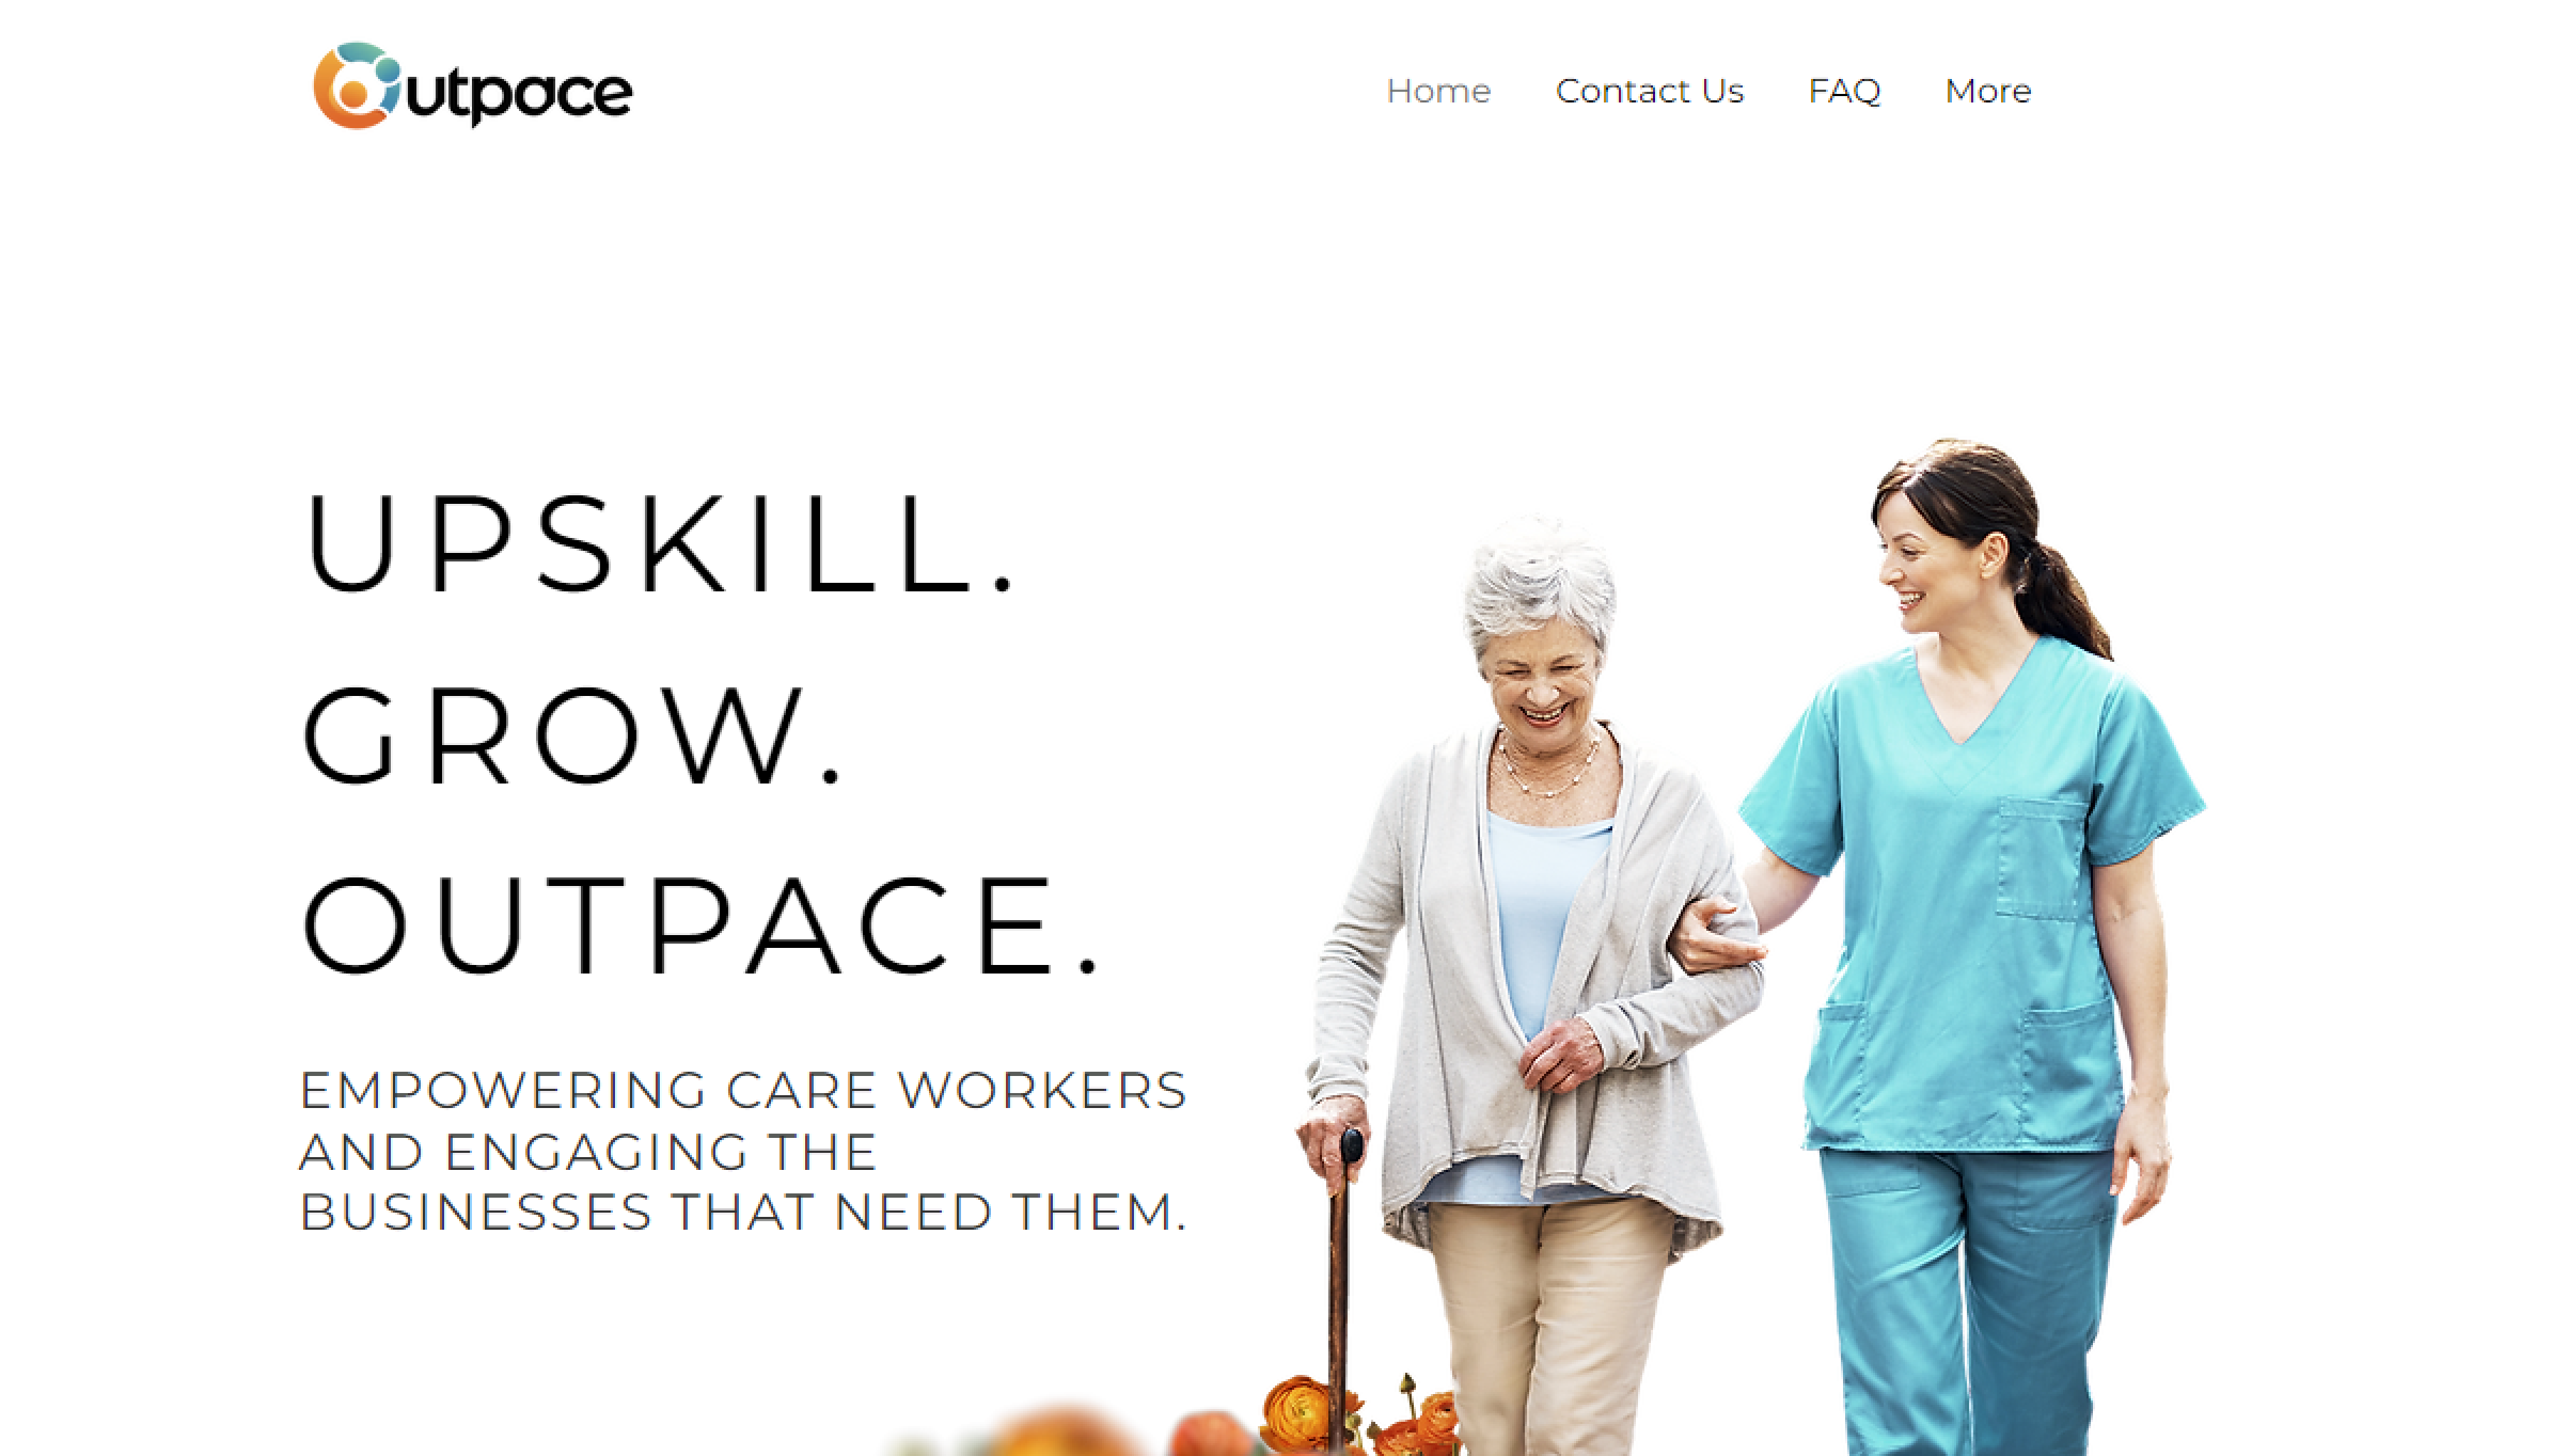 Outpace
Home Contact Us FAQ More
UPSKILL.
GROW.
OUTPACE.
EMPOWERING CARE WORKERS
AND ENGAGING THE
BUSINESSES THAT NEED THEM.